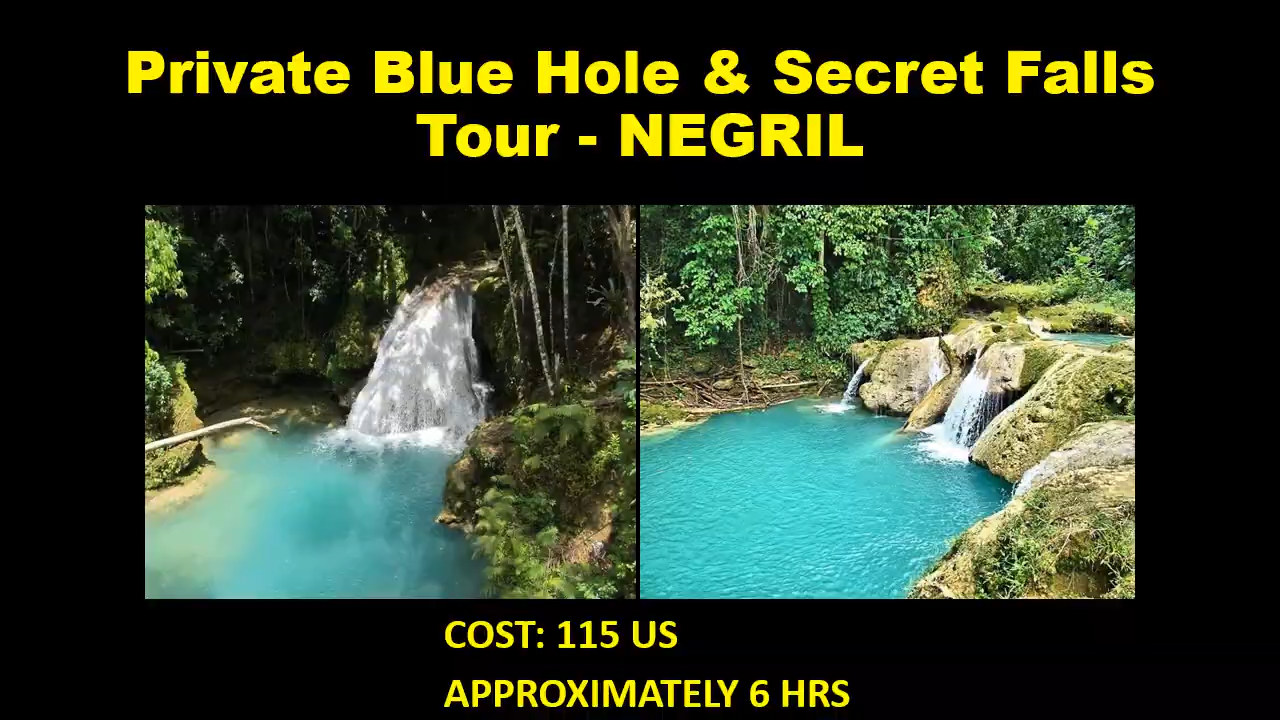 Private Blue Hole & Secret Falls
Tour - NEGRIL
COST: 115 US
APPROXIMATELY 6 HRS